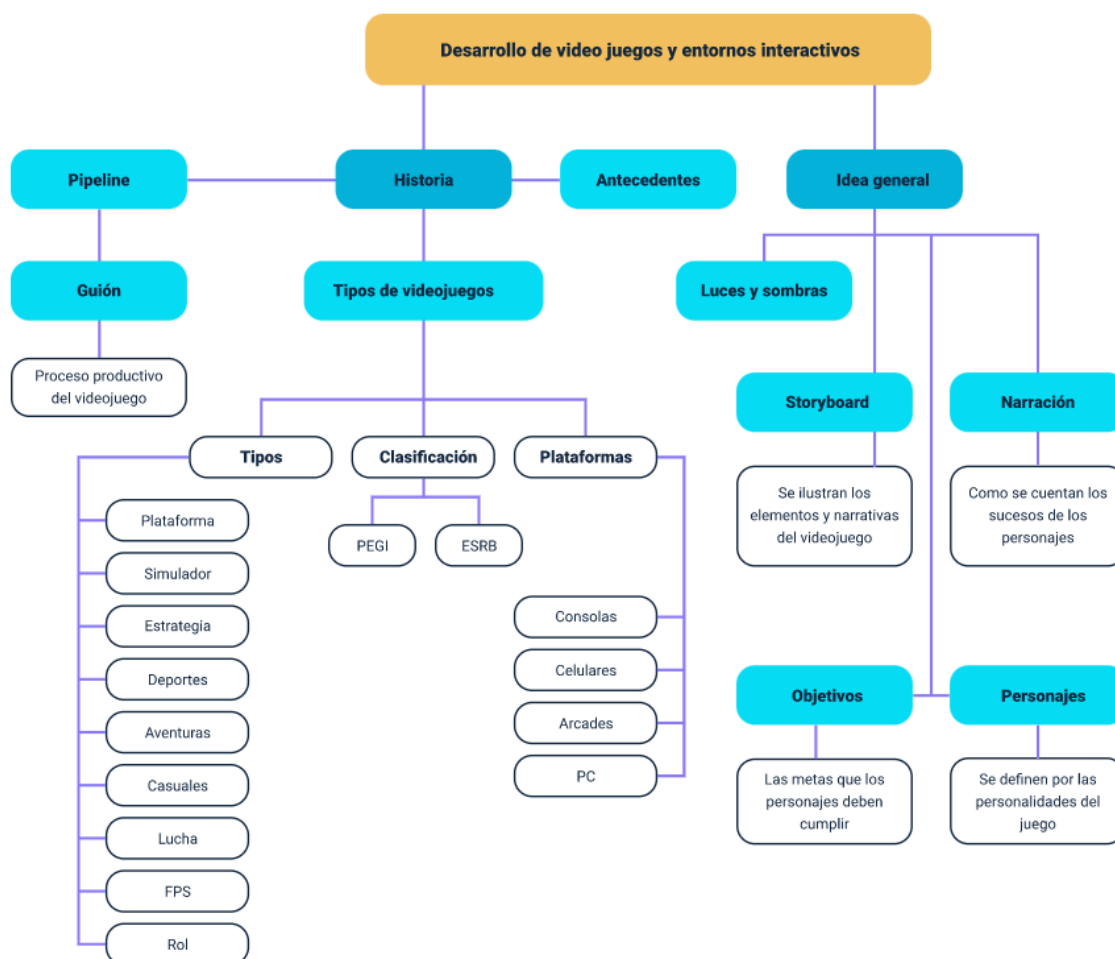 Desarrollo de video juegos y entornos interactivos
Pipeline
Historia
Antecedentes
Idea general
Guión
Tipos de videojuegos
Luces y sombras
Proceso productivo
del videojuego
Storyboard
Narración
Tipos
Clasificación
Plataformas
Se ilustran los
elementos y narrativas
del videojuego
Como se cuentan los
sucesos de los
personajes
Plataforma
Simulador
Estrategia
Deportes
Aventuras
Casuales
Lucha
FPS
Rol
PEGI
ESRB
Consolas
Celulares
Arcades
PC
Objetivos
Personajes
Las metas que los
personajes deben
cumplir
Se definen por las
personalidades del
juego